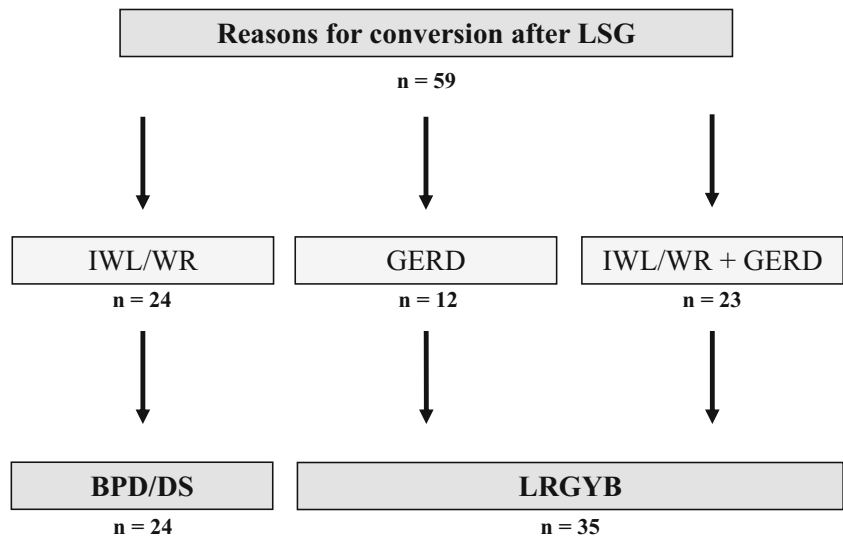 Reasons for conversion after LSG
n = 59
IWL/WR
GERD
IWL/WR + GERD
n = 24
n = 12
n = 23
BPD/DS
LRGYB
n = 24
n = 35